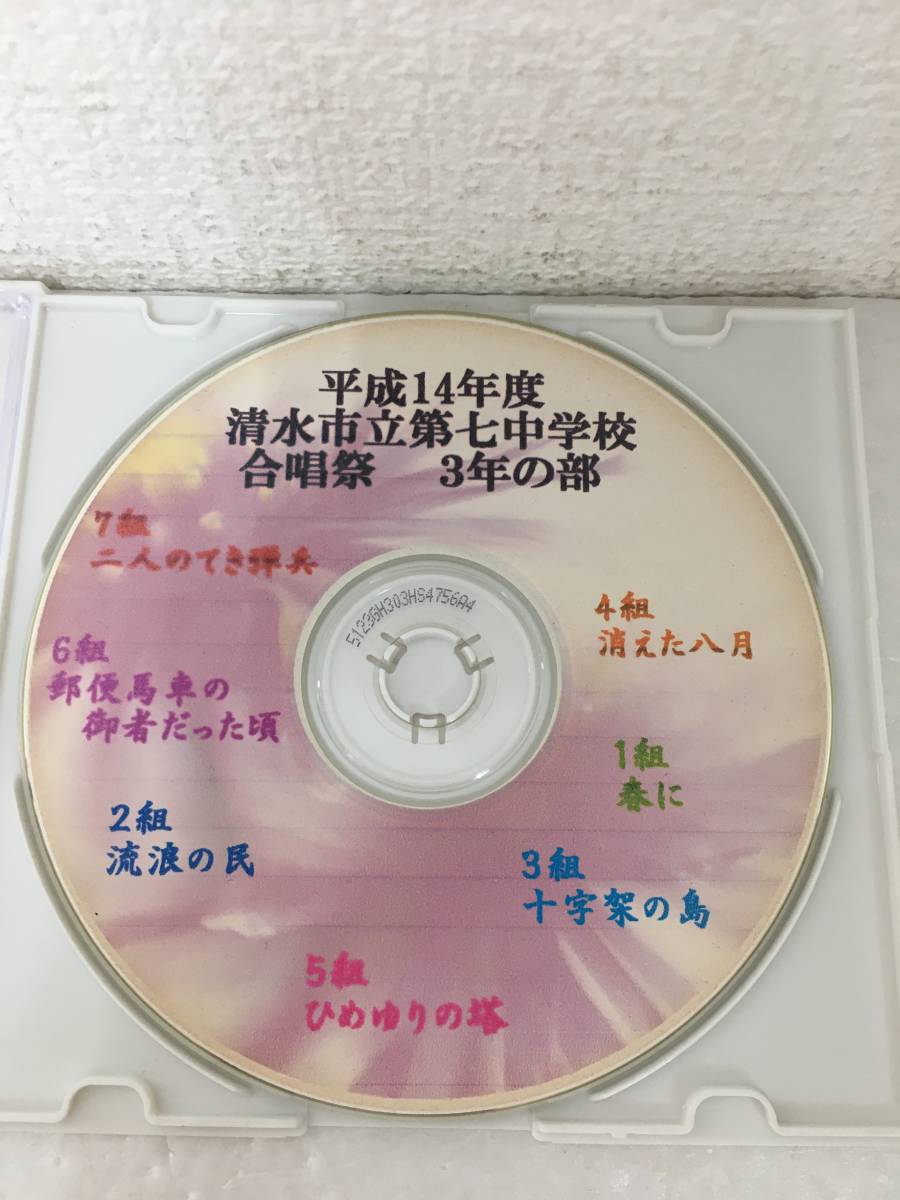 平成14年度
清水市立第七中学校
合唱祭　3年の部
7組
二人のてき弾兵
4組
消えた八月
6組
郵便馬車の
御者だった頃
1組
春に
2組
流浪の民
3組
十字架の島
5組
ひめゆりの塔
5123GH303HS4756A4